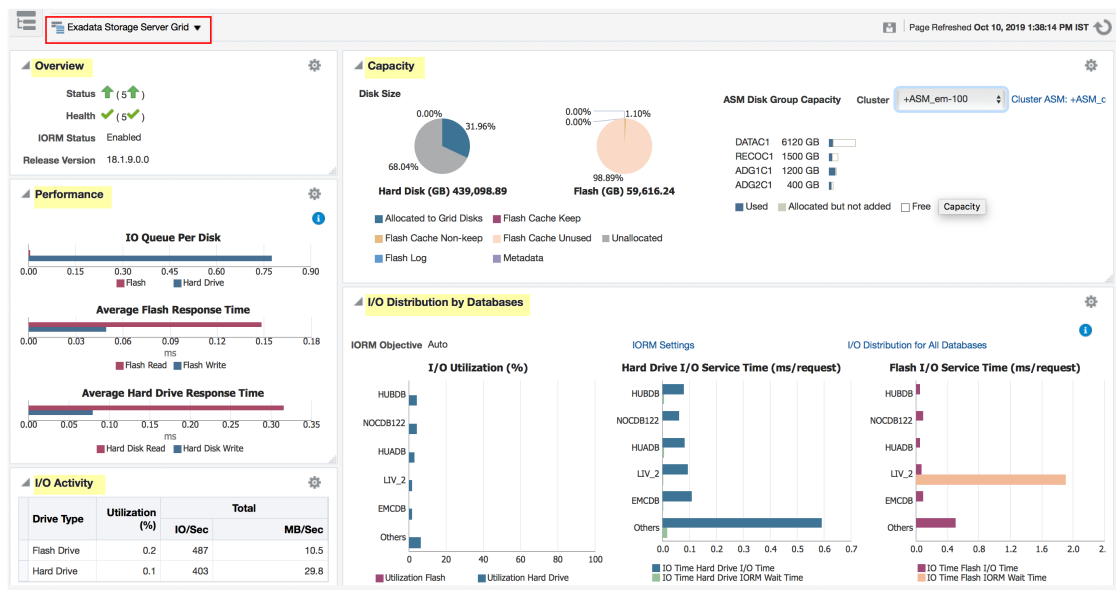 Exadata Storage Server Grid
Page Refreshed Oct 10, 2019 1:38:14 PM IST
Overview
Status (5 )
Health (5 )
IORM Status Enabled
Release Version 18.1.9.0.0
Performance
IO Queue Per Disk
0.00 0.15 0.30 0.45 0.60 0.75 0.90
Flash Hard Drive
Average Flash Response Time
0.00 0.03 0.06 0.09 0.12 0.15 0.18
ms
Flash Read Flash Write
Average Hard Drive Response Time
0.00 0.05 0.10 0.15 0.20 0.25 0.30 0.35
ms
Hard Disk Read Hard Disk Write
I/O Activity
Drive Type Utilization (%) Total
IO/Sec MB/Sec
Flash Drive 0.2 487 10.5
Hard Drive 0.1 403 29.8
Capacity
Disk Size
0.00%
31.96%
68.04%
Hard Disk (GB) 439,098.89
0.00% 1.10%
0.00%
98.89%
Flash (GB) 59,616.24
Allocated to Grid Disks Flash Cache Keep
Flash Cache Non-keep Flash Cache Unused Unallocated
Flash Log Metadata
ASM Disk Group Capacity Cluster +ASM_em-100 Cluster ASM: +ASM_c
DATAC1 6120 GB
RECOC1 1500 GB
ADG1C1 1200 GB
ADG2C1 400 GB
Used Allocated but not added Free Capacity
I/O Distribution by Databases
IORM Objective Auto IORM Settings I/O Distribution for All Databases
I/O Utilization (%)
HUBDB
NOCDB122
HUADB
LIV_2
EMCDB
Others
0 20 40 60 80 100
Utilization Flash Utilization Hard Drive
Hard Drive I/O Service Time (ms/request)
HUBDB
NOCDB122
HUADB
LIV_2
EMCDB
Others
0.0 0.1 0.2 0.3 0.4 0.5 0.6 0.7
IO Time Hard Drive I/O Time
IO Time Hard Drive IORM Wait Time
Flash I/O Service Time (ms/request)
HUBDB
NOCDB122
HUADB
LIV_2
EMCDB
Others
0.0 0.4 0.8 1.2 1.6 2.0 2.
IO Time Flash I/O Time
IO Time Flash IORM Wait Time